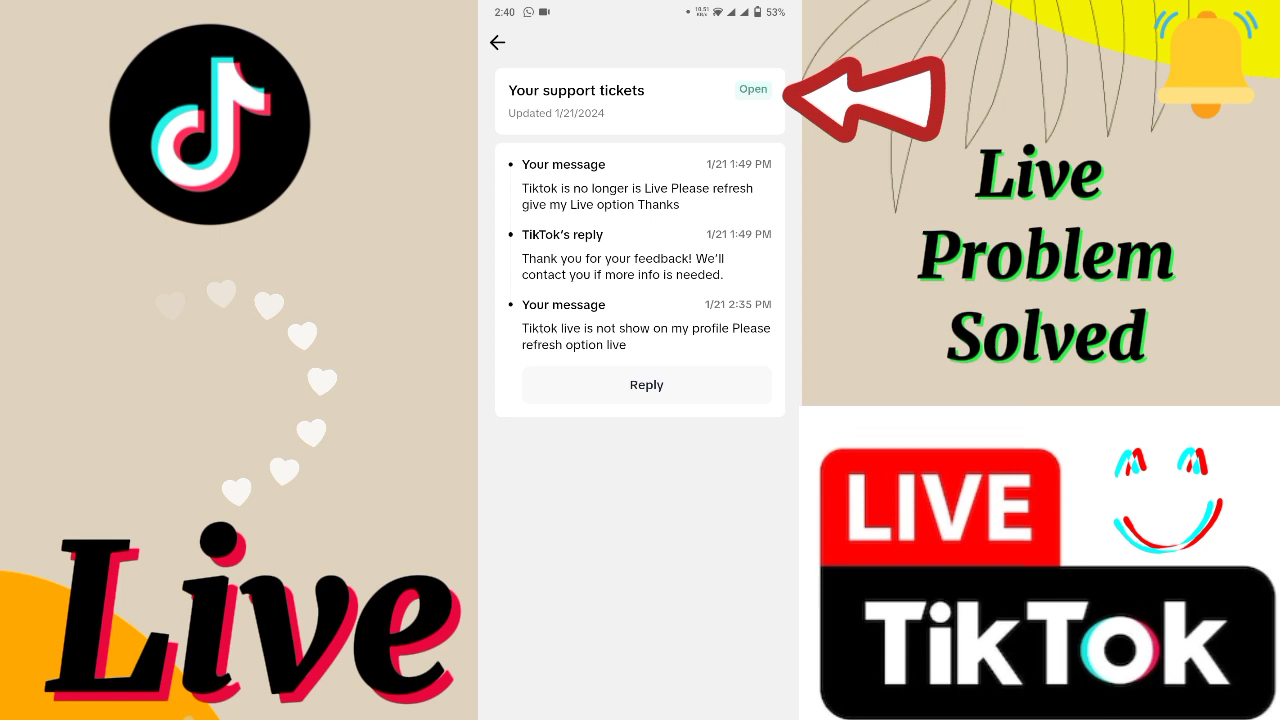 Live
2:40
10.51
KB/s
53%
Your support tickets
Open
Updated 1/21/2024
Your message 1/21 1:49 PM
Tiktok is no longer is Live Please refresh
give my Live option Thanks
TikTok's reply 1/21 1:49 PM
Thank you for your feedback! We'll
contact you if more info is needed.
Your message 1/21 2:35 PM
Tiktok live is not show on my profile Please
refresh option live
Reply
Live
Problem
Solved
LIVE
TikTok